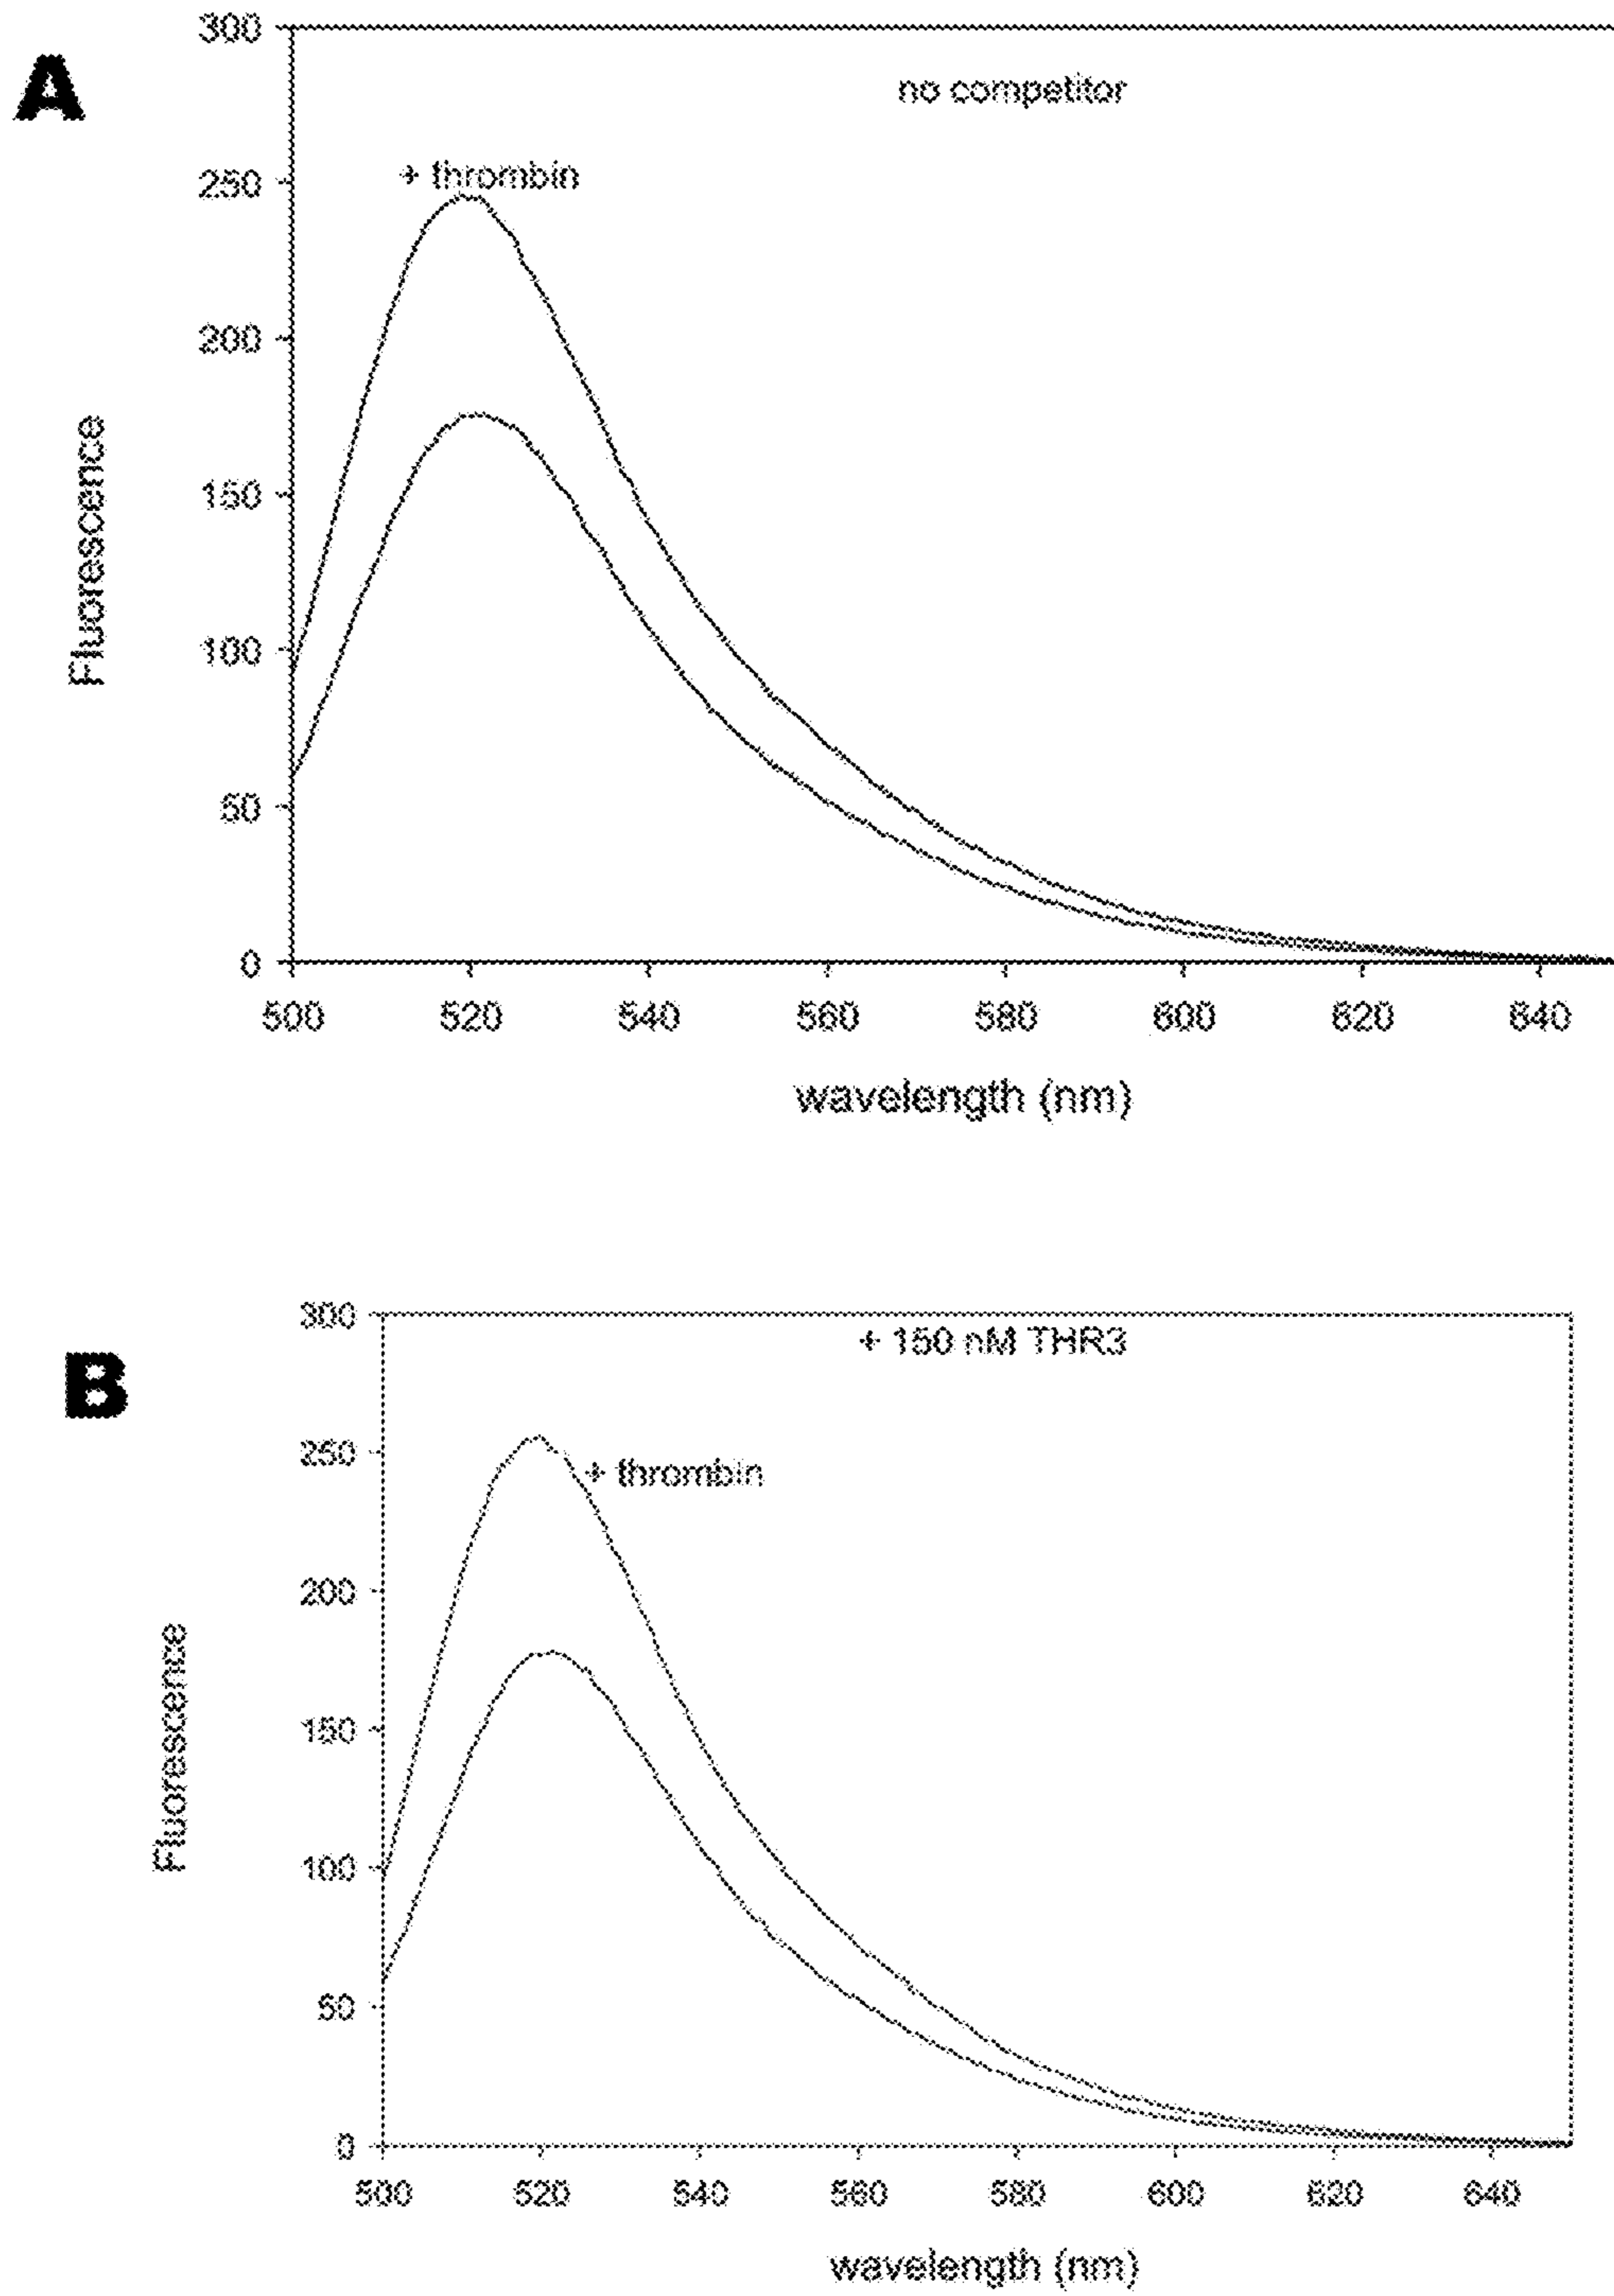 A
300
no competitor
+ thrombin
250
200
150
100
50
0
Fluorescence
500 520 540 560 580 600 620 640
wavelength (nm)
B
300
+ 150 nM THR3
250
+ thrombin
200
150
100
50
0
Fluorescence
500 520 540 560 580 600 620 640
wavelength (nm)